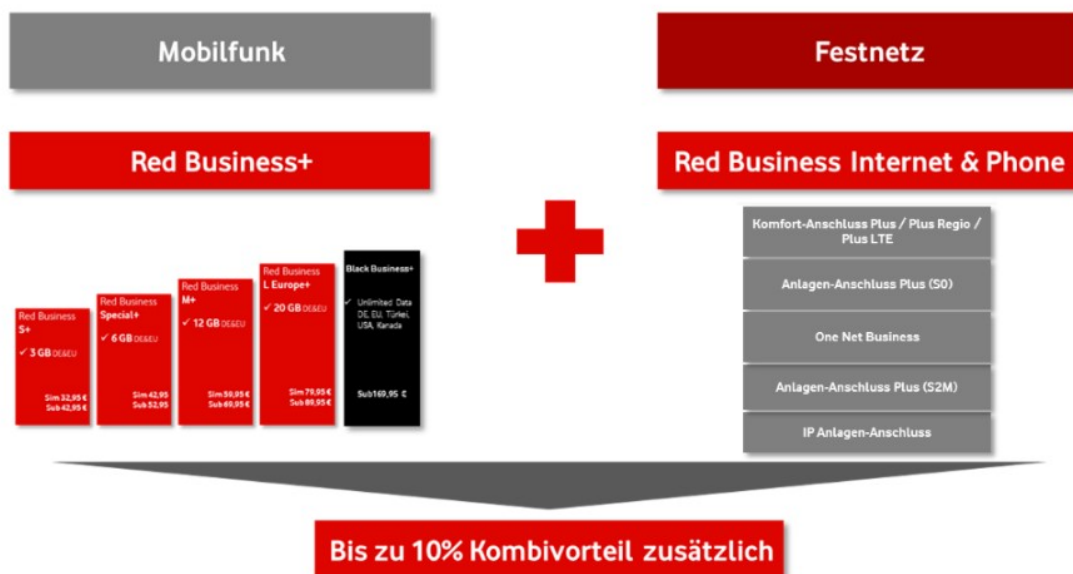 Mobilfunk
Festnetz
Red Business+
Red Business Internet & Phone
Red Business
S+
✓ 3 GB DE&EU
Sim 32,95 €
Sub 42,95 €
Red Business
Special+
✓ 6 GB DE&EU
Sim 42,95
Sub 52,95
Red Business
M+
✓ 12 GB DE&EU
Sim 59,95 €
Sub 69,95 €
Red Business
L Europe+
✓ 20 GB DE&EU
Sim 79,95 €
Sub 89,95 €
Black Business+
✓ Unlimited Data
DE, EU, Türkei,
USA, Kanada
Sub169,95 €
Komfort-Anschluss Plus / Plus Regio /
Plus LTE
Anlagen-Anschluss Plus (S0)
One Net Business
Anlagen-Anschluss Plus (S2M)
IP Anlagen-Anschluss
Bis zu 10% Kombivorteil zusätzlich